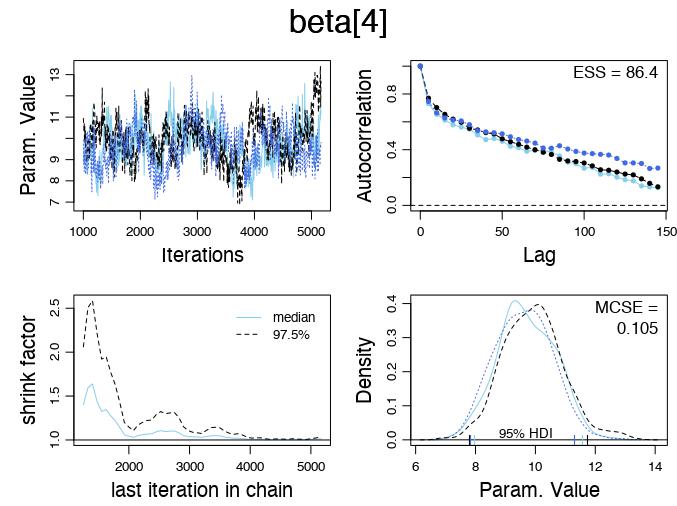 beta[4]
Param. Value
7 9 11 13
1000 2000 3000 4000 5000
Iterations
Autocorrelation
0.0 0.4 0.8
ESS = 86.4
0 50 100 150
Lag
shrink factor
1.0 1.5 2.0 2.5
median
97.5%
2000 3000 4000 5000
last iteration in chain
Density
0.0 0.1 0.2 0.3 0.4
MCSE =
0.105
95% HDI
6 8 10 12 14
Param. Value